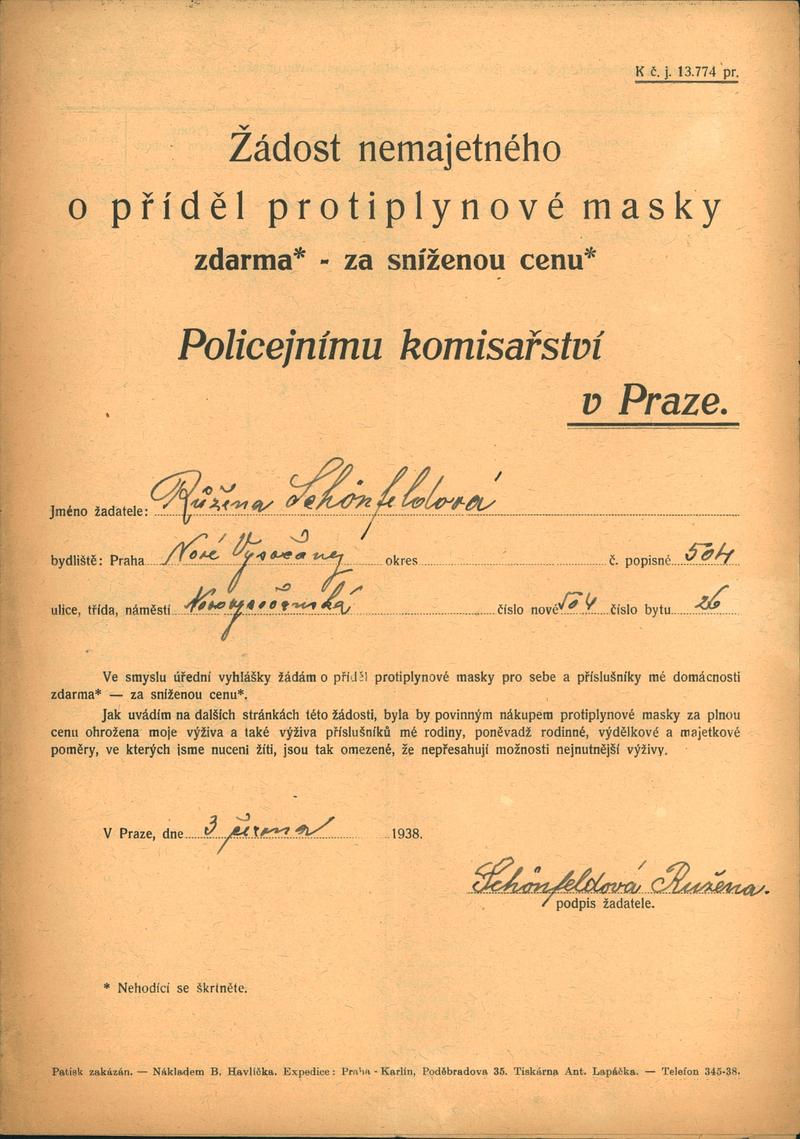 K č. j. 13.774 pr.
Žádost nemajetného
o příděl protiplynové masky
zdarma* - za sníženou cenu*
Policejnímu komisařství
v Praze.
Jméno žadatele: Růžena Schönfeldová
bydliště: Praha Nové Vysočany okres č. popisné 504
ulice, třída, náměstí Novovysočanská číslo nové 504 číslo bytu 26
Ve smyslu úřední vyhlášky žádám o příděl protiplynové masky pro sebe a příslušníky mé domácnosti
zdarma* — za sníženou cenu*.
Jak uvádím na dalších stránkách této žádosti, byla by povinným nákupem protiplynové masky za plnou
cenu ohrožena moje výživa a také výživa příslušníků mé rodiny, poněvadž rodinné, výdělkové a majetkové
poměry, ve kterých jsme nuceni žíti, jsou tak omezené, že nepřesahují možnosti nejnutnější výživy.
V Praze, dne 3 června 1938.
Schönfeldová Růžena.
podpis žadatele.
* Nehodící se škrtněte.
Patisk zakázán. — Nákladem B. Havlíčka. Expedice: Praha - Karlín, Poděbradova 35. Tiskárna Ant. Lapáčka. — Telefon 345-38.